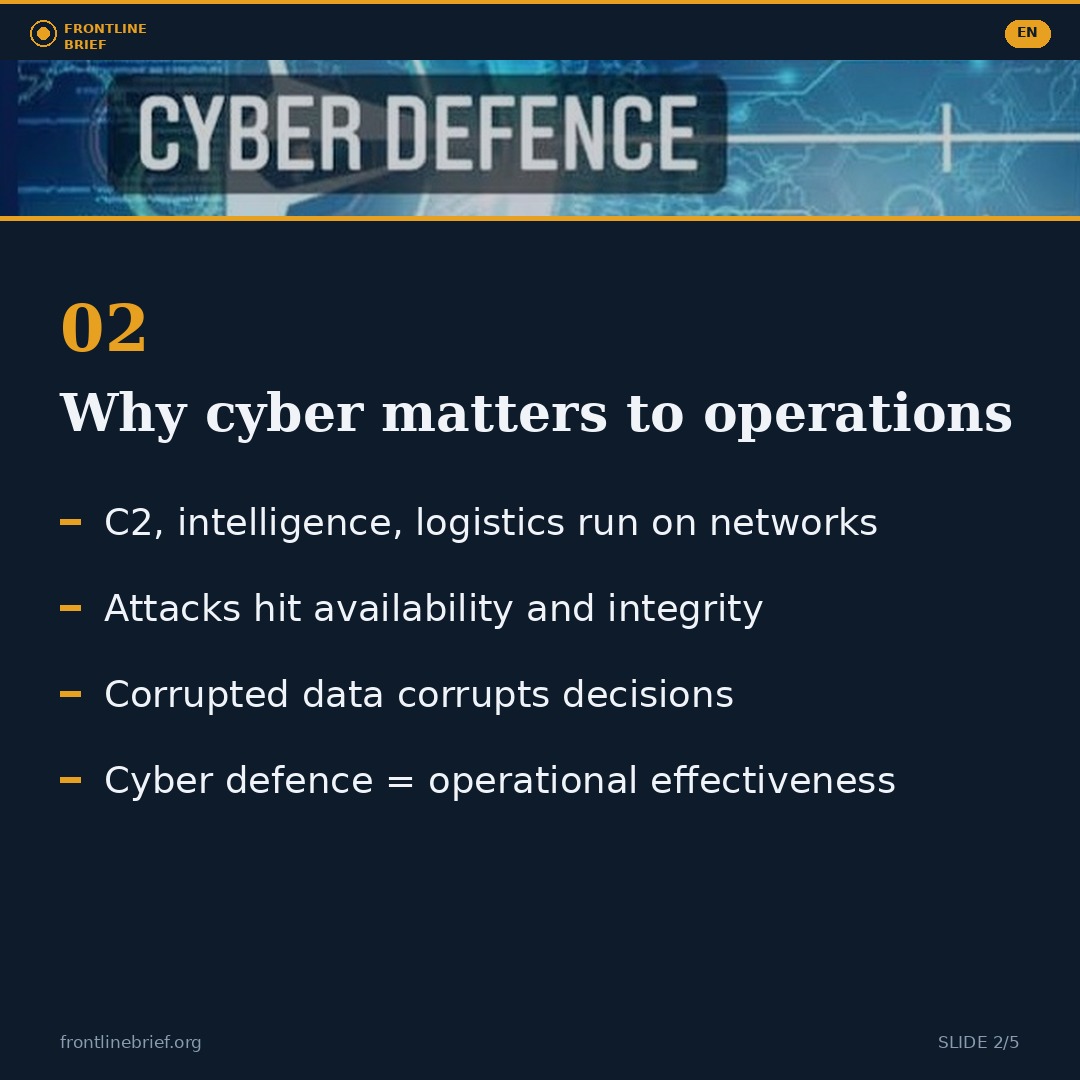 FRONTLINE
BRIEF
EN
CYBER DEFENCE
02
Why cyber matters to operations
C2, intelligence, logistics run on networks
Attacks hit availability and integrity
Corrupted data corrupts decisions
Cyber defence = operational effectiveness
frontlinebrief.org
SLIDE 2/5